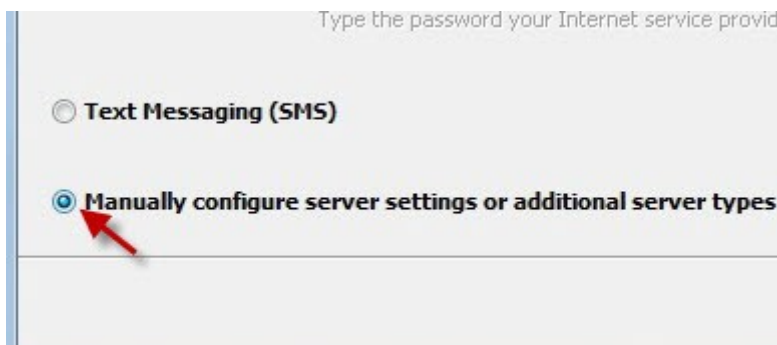 Type the password your Internet service provid
Text Messaging (SMS)
Manually configure server settings or additional server types